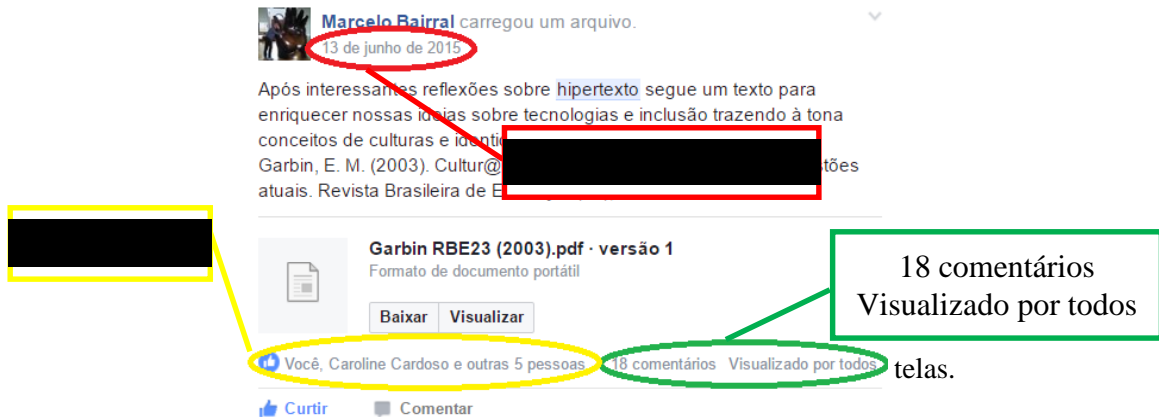 Marcelo Bairral carregou um arquivo.
13 de junho de 2015
Após interessantes reflexões sobre hipertexto segue um texto para
enriquecer nossas ideias sobre tecnologias e inclusão trazendo à tona
conceitos de culturas e
Garbin, E. M. (2003). Cultur@
atuais. Revista Brasileira de
Garbin RBE23 (2003).pdf · versão 1
Formato de documento portátil
Baixar Visualizar
18 comentários
Visualizado por todos
Você, Caroline Cardoso e outras 5 pessoas 18 comentários Visualizado por todos telas.
Curtir Comentar